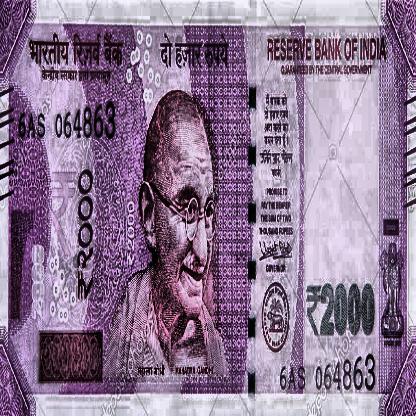 भारतीय रिज़र्व बैंक
केन्द्रीय सरकार द्वारा प्रत्याभूत
दो हज़ार रुपये
RESERVE BANK OF INDIA
GUARANTEED BY THE CENTRAL GOVERNMENT
6AS 064863
₹2000
I PROMISE TO
PAY THE BEARER
THE SUM OF TWO
THOUSAND RUPEES
GOVERNOR
₹2000
महात्मा गांधी MAHATMA GANDHI
6AS 064863